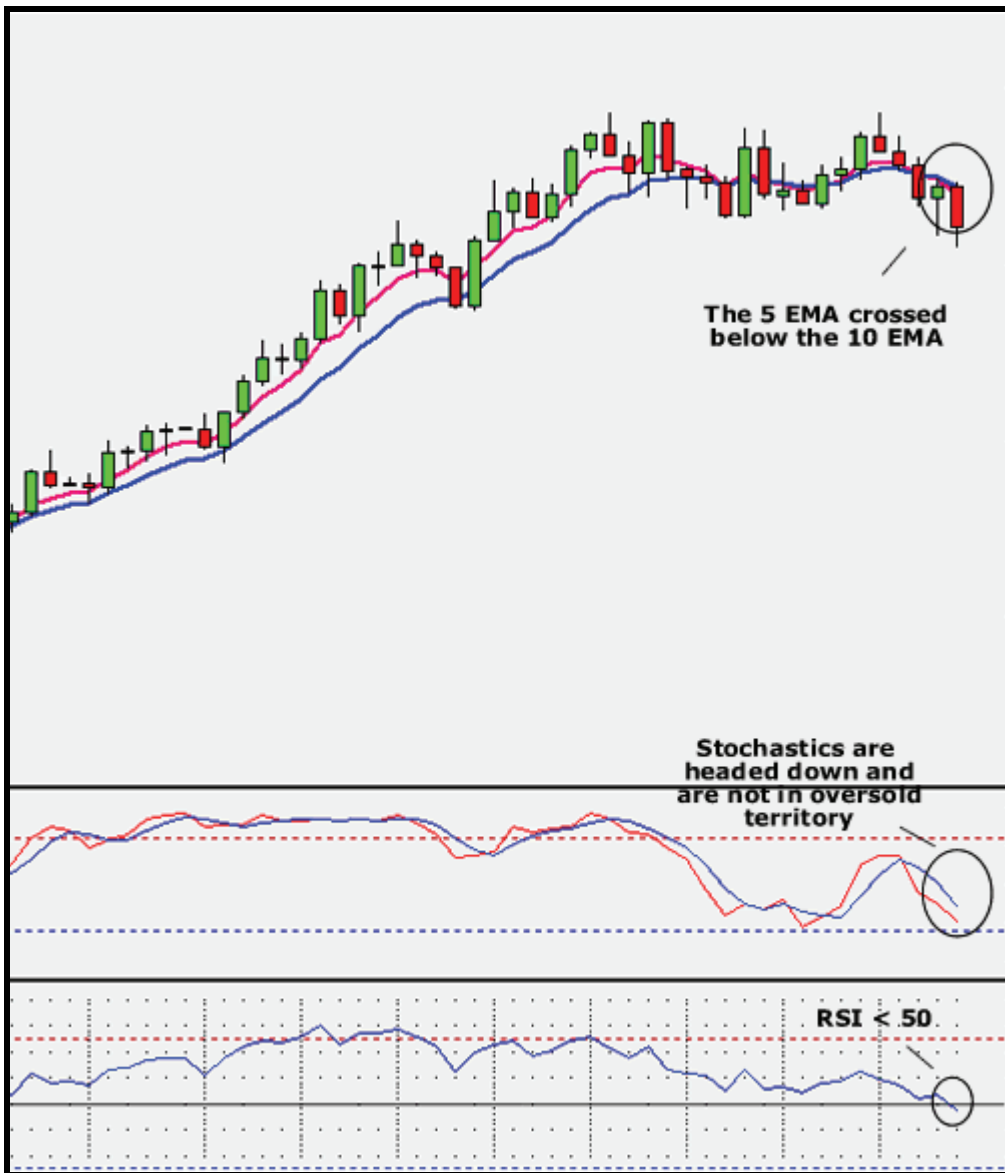 The 5 EMA crossed
below the 10 EMA
Stochastics are
headed down and
are not in oversold
territory
RSI < 50